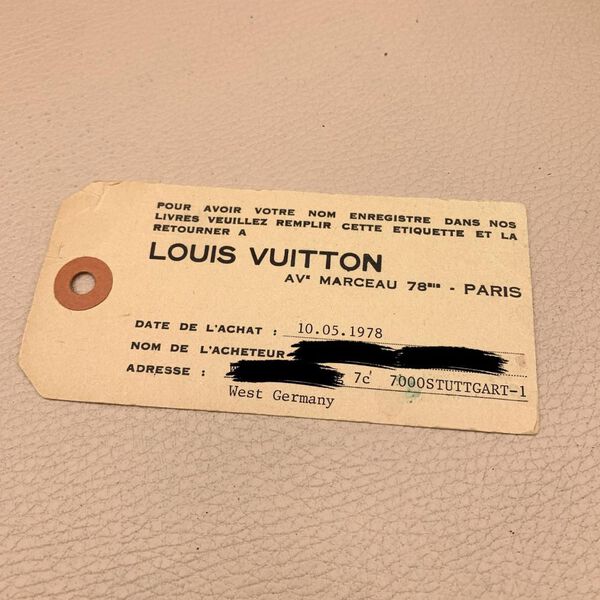 POUR AVOIR VOTRE NOM ENREGISTRE DANS NOS
LIVRES VEUILLEZ REMPLIR CETTE ETIQUETTE ET LA
RETOURNER A
LOUIS VUITTON
AVE MARCEAU 78BIS - PARIS
DATE DE L'ACHAT : 10.05.1978
NOM DE L'ACHETEUR
ADRESSE : 7c 7000STUTTGART-1
West Germany